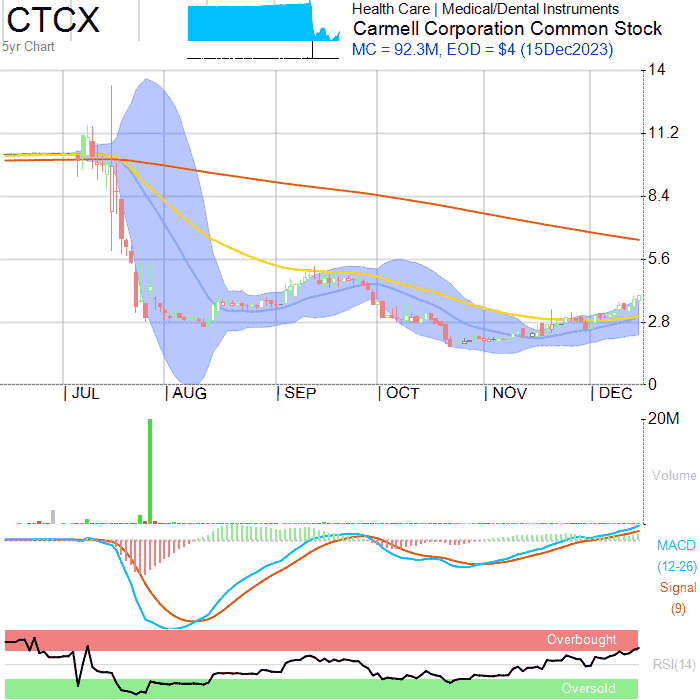 CTCX
5yr Chart
Health Care | Medical/Dental Instruments
Carmell Corporation Common Stock
MC = 92.3M, EOD = $4 (15Dec2023)
14
11.2
8.4
5.6
2.8
0
JUL AUG SEP OCT NOV DEC
20M
Volume
MACD
(12-26)
Signal
(9)
Overbought
RSI(14)
Oversold